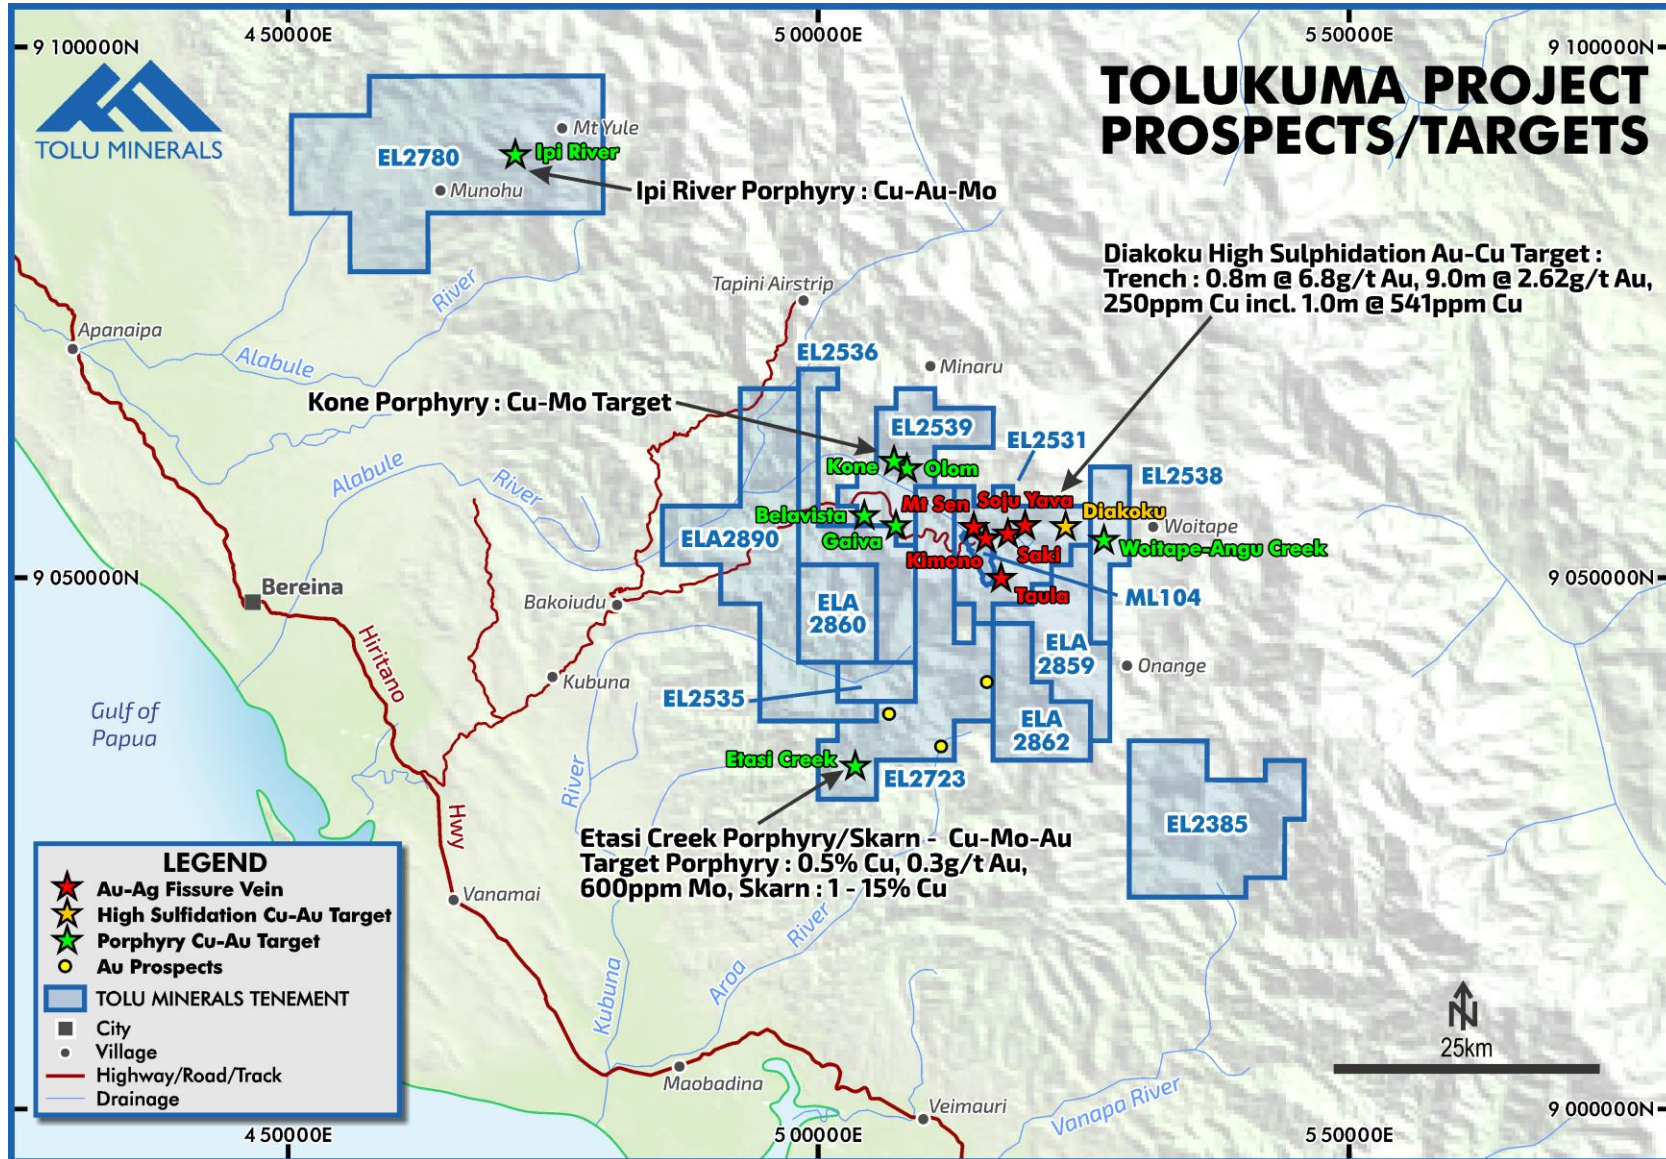 4 50000E
5 00000E
5 50000E
9 100000N
9 100000N
TOLU MINERALS
TOLUKUMA PROJECT
PROSPECTS/TARGETS
Mt Yule
Ipi River
EL2780
Munohu
Ipi River Porphyry : Cu-Au-Mo
Diakoku High Sulphidation Au-Cu Target :
Trench : 0.8m @ 6.8g/t Au, 9.0m @ 2.62g/t Au,
250ppm Cu incl. 1.0m @ 541ppm Cu
Tapini Airstrip
River
Apanaipa
Alabule
EL2536
Minaru
Kone Porphyry : Cu-Mo Target
EL2539
EL2531
Kone
Olom
Alabule
River
EL2538
Mt Sen
Soju Yava
Belavista
Diakoku
Woitape
ELA2890
Gaiva
Woitape-Angu Creek
Kimono
Saki
9 050000N
9 050000N
Bereina
Taula
ML104
Bakoiudu
ELA
2860
Hiritano
ELA
2859
Onange
Kubuna
EL2535
Gulf of
Papua
ELA
2862
Etasi Creek
EL2723
River
Hwy
EL2385
Etasi Creek Porphyry/Skarn - Cu-Mo-Au
Target Porphyry : 0.5% Cu, 0.3g/t Au,
600ppm Mo, Skarn : 1 - 15% Cu
Vanamai
River
Aroa
Kubuna
LEGEND
Au-Ag Fissure Vein
High Sulfidation Cu-Au Target
Porphyry Cu-Au Target
Au Prospects
TOLU MINERALS TENEMENT
City
Village
Highway/Road/Track
Drainage
N
25km
Maobadina
Veimauri
Vanapa River
9 000000N
4 50000E
5 00000E
5 50000E